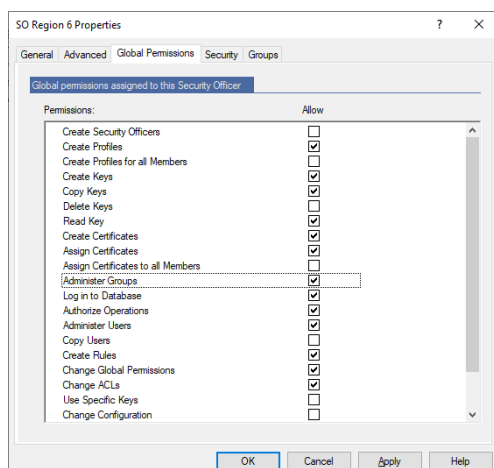 SO Region 6 Properties ? ×
General Advanced Global Permissions Security Groups
Global permissions assigned to this Security Officer
Permissions: Allow
Create Security Officers
Create Profiles
Create Profiles for all Members
Create Keys
Copy Keys
Delete Keys
Read Key
Create Certificates
Assign Certificates
Assign Certificates to all Members
Administer Groups
Log in to Database
Authorize Operations
Administer Users
Copy Users
Create Rules
Change Global Permissions
Change ACLs
Use Specific Keys
Change Configuration
OK Cancel Apply Help